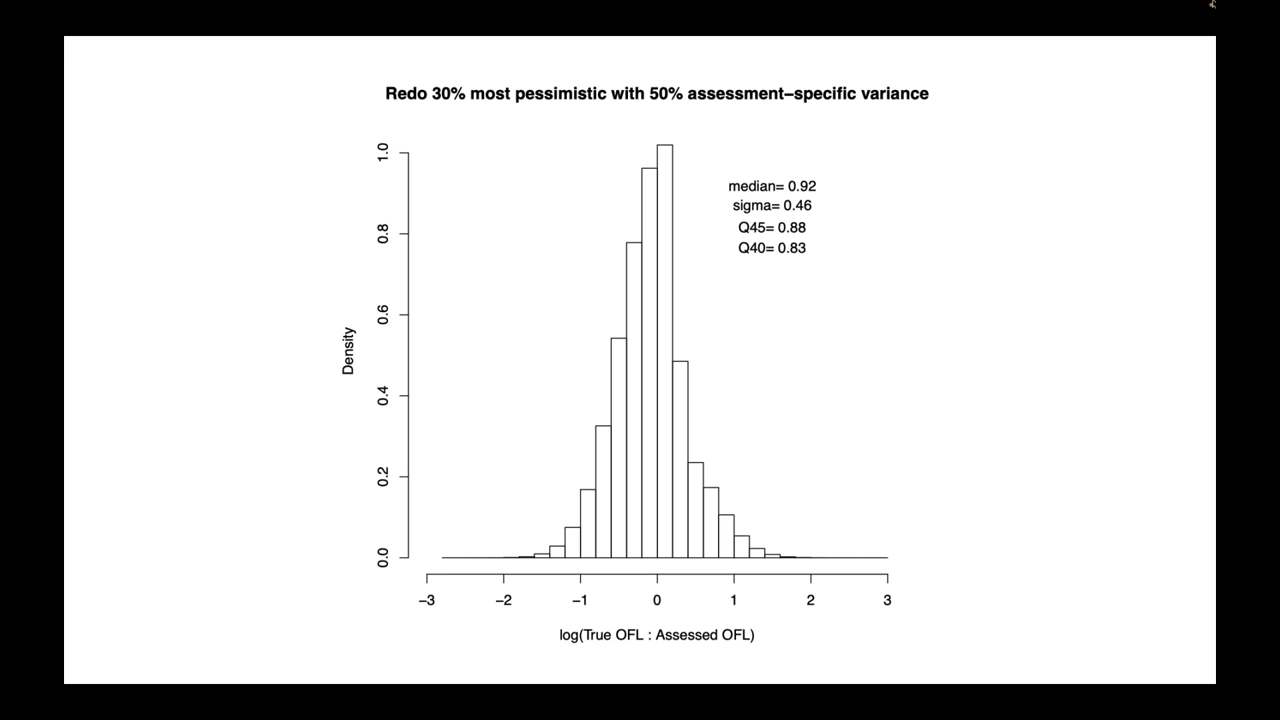 Redo 30% most pessimistic with 50% assessment−specific variance
median= 0.92
sigma= 0.46
Q45= 0.88
Q40= 0.83
1.0
0.8
0.6
0.4
0.2
0.0
Density
−3 −2 −1 0 1 2 3
log(True OFL : Assessed OFL)